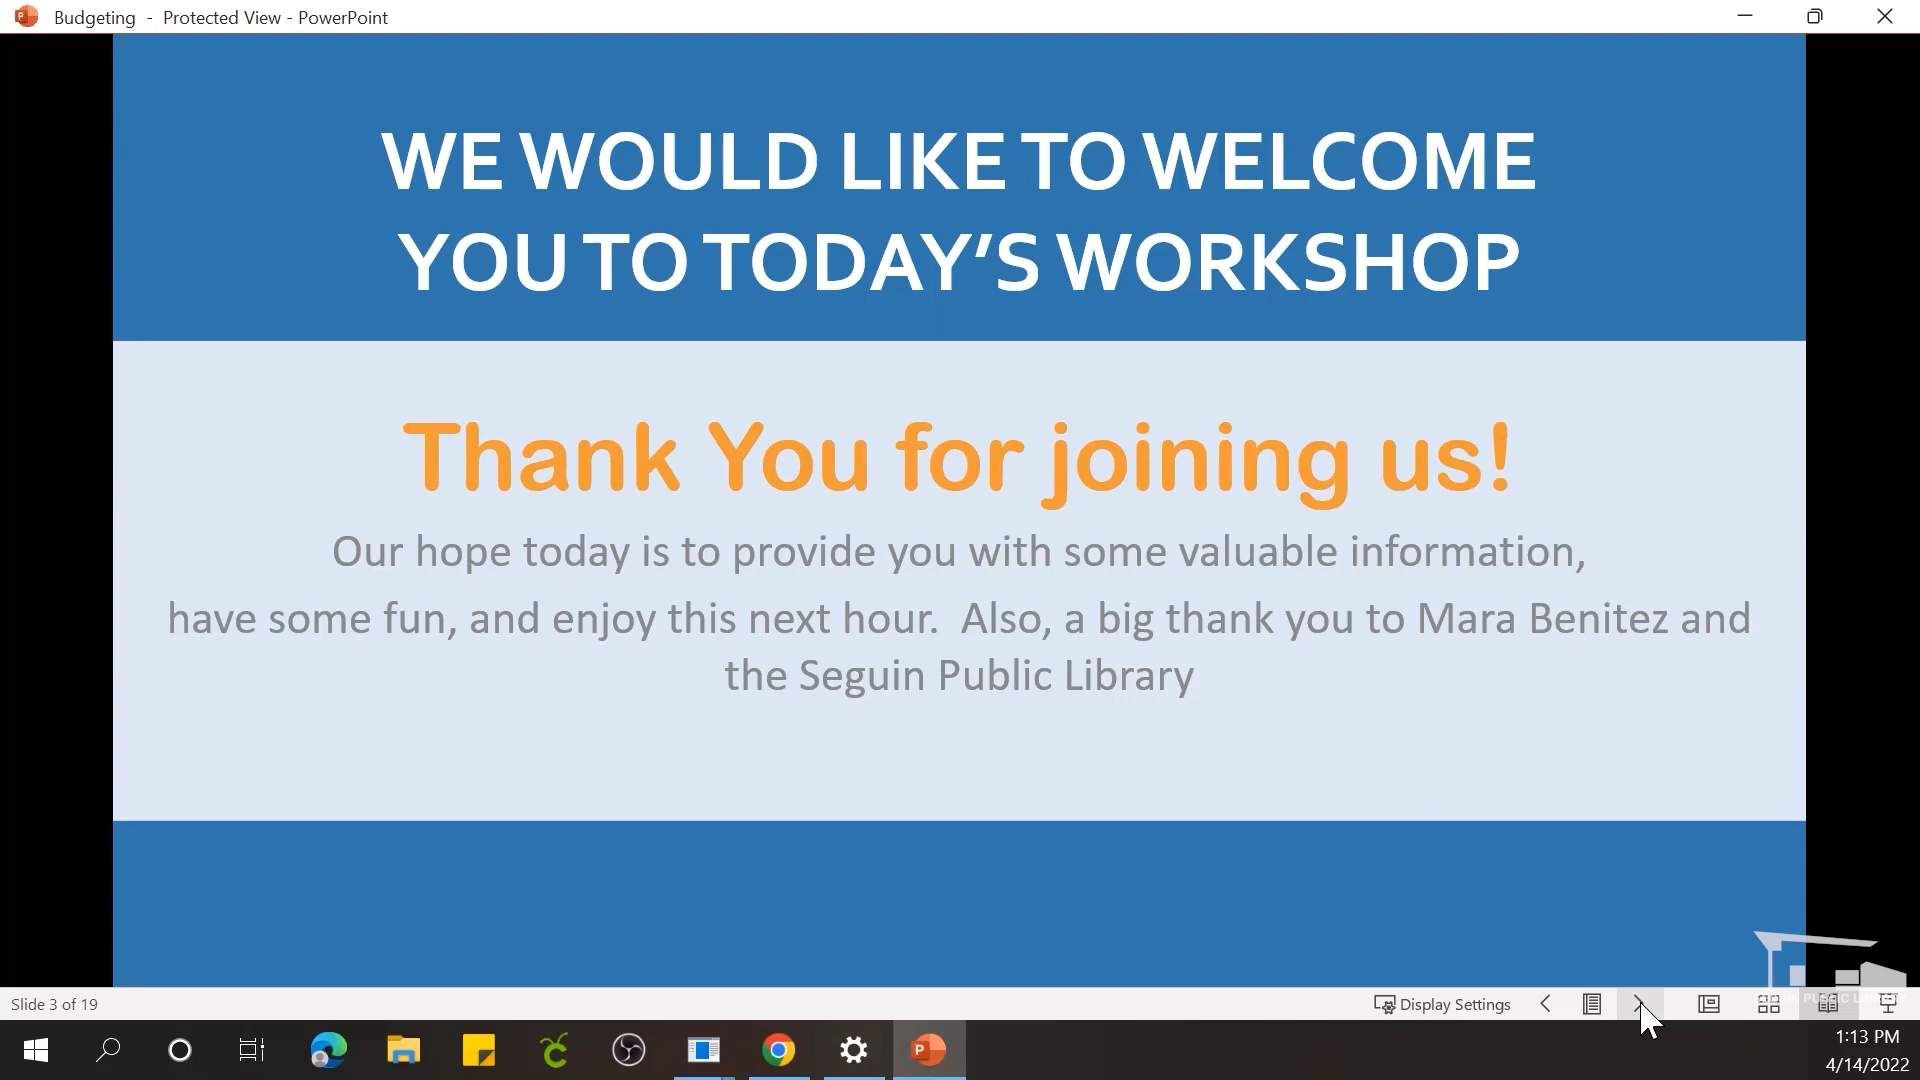 Budgeting - Protected View - PowerPoint
WE WOULD LIKE TO WELCOME
YOU TO TODAY’S WORKSHOP
Thank You for joining us!
Our hope today is to provide you with some valuable information,
have some fun, and enjoy this next hour. Also, a big thank you to Mara Benitez and
the Seguin Public Library
Slide 3 of 19
Display Settings
PUBLIC
1:13 PM
4/14/2022